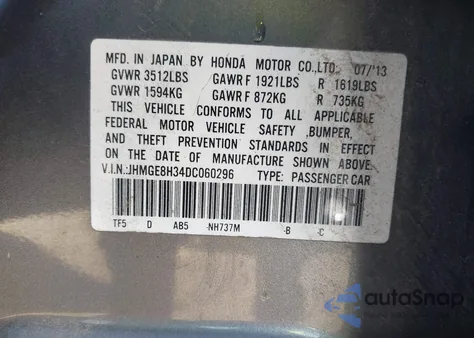 MFD. IN JAPAN BY HONDA MOTOR CO.,LTD. 07/'13
GVWR 3512LBS GAWR F 1921LBS R 1619LBS
GVWR 1594KG GAWR F 872KG R 735KG
THIS VEHICLE CONFORMS TO ALL APPLICABLE
FEDERAL MOTOR VEHICLE SAFETY ,BUMPER,
AND THEFT PREVENTION STANDARDS IN EFFECT
ON THE DATE OF MANUFACTURE SHOWN ABOVE.
V.I.N.:JHMGE8H34DC060296 TYPE: PASSENGER CAR
TF5 D AB5 -NH737M -B -C
autoSnap